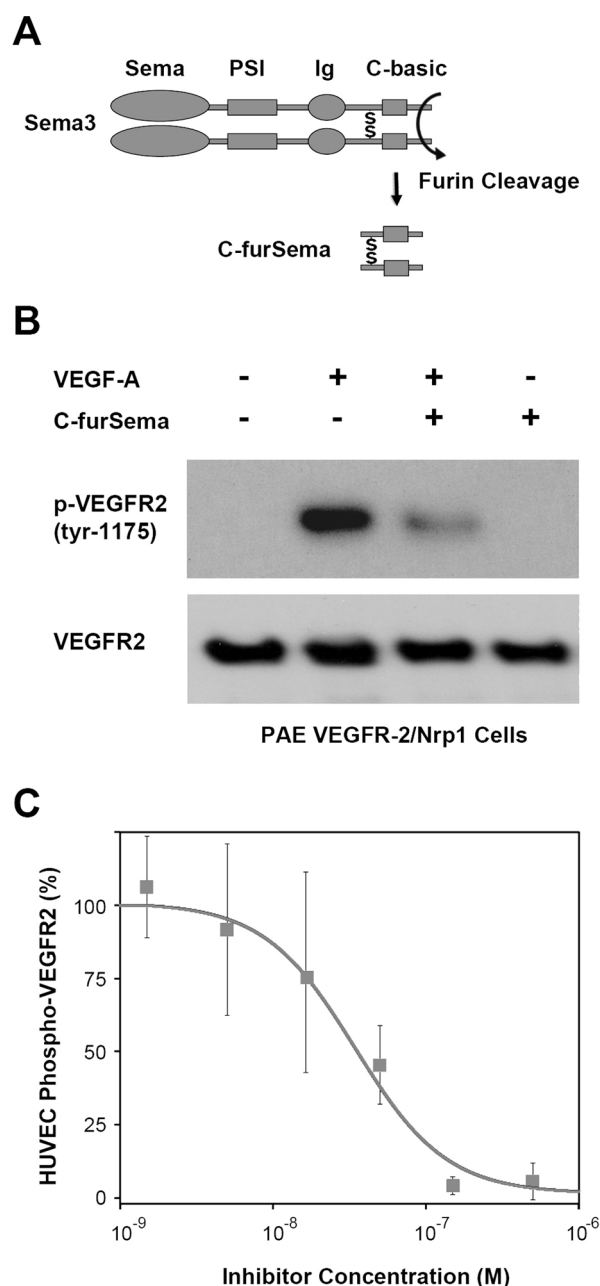 A
Sema PSI Ig C-basic
Sema3
S
S
Furin Cleavage
C-furSema
S
S
B
VEGF-A - + + -
C-furSema - - + +
p-VEGFR2
(tyr-1175)
VEGFR2
PAE VEGFR-2/Nrp1 Cells
C
HUVEC Phospho-VEGFR2 (%)
100
75
50
25
0
10-9 10-8 10-7 10-6
Inhibitor Concentration (M)